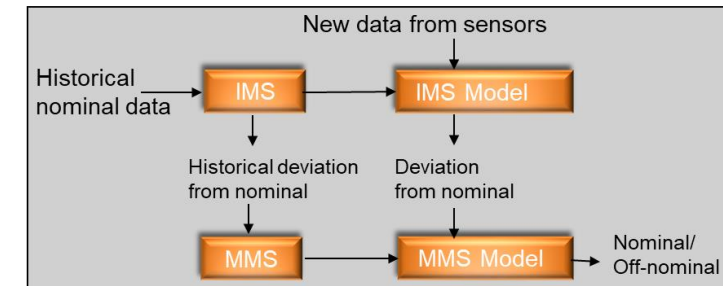 New data from sensors
Historical
nominal data
IMS
IMS Model
Historical deviation
from nominal
Deviation
from nominal
MMS
MMS Model
Nominal/
Off-nominal